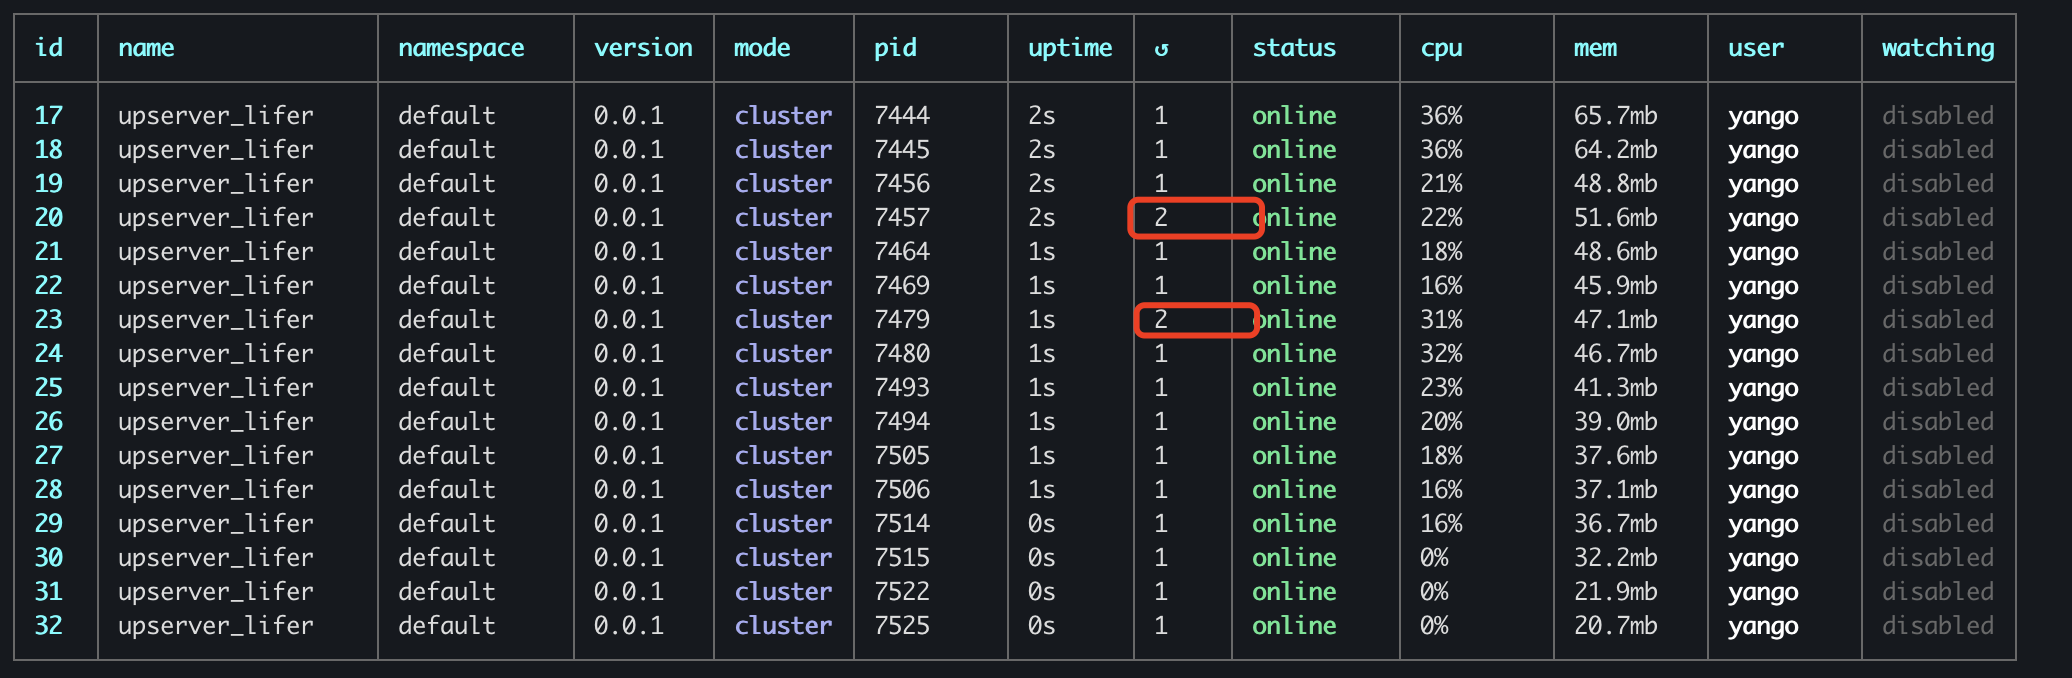 id name namespace version mode pid uptime ↺ status cpu mem user watching
17 upserver_lifer default 0.0.1 cluster 7444 2s 1 online 36% 65.7mb yango disabled
18 upserver_lifer default 0.0.1 cluster 7445 2s 1 online 36% 64.2mb yango disabled
19 upserver_lifer default 0.0.1 cluster 7456 2s 1 online 21% 48.8mb yango disabled
20 upserver_lifer default 0.0.1 cluster 7457 2s 2 online 22% 51.6mb yango disabled
21 upserver_lifer default 0.0.1 cluster 7464 1s 1 online 18% 48.6mb yango disabled
22 upserver_lifer default 0.0.1 cluster 7469 1s 1 online 16% 45.9mb yango disabled
23 upserver_lifer default 0.0.1 cluster 7479 1s 2 online 31% 47.1mb yango disabled
24 upserver_lifer default 0.0.1 cluster 7480 1s 1 online 32% 46.7mb yango disabled
25 upserver_lifer default 0.0.1 cluster 7493 1s 1 online 23% 41.3mb yango disabled
26 upserver_lifer default 0.0.1 cluster 7494 1s 1 online 20% 39.0mb yango disabled
27 upserver_lifer default 0.0.1 cluster 7505 1s 1 online 18% 37.6mb yango disabled
28 upserver_lifer default 0.0.1 cluster 7506 1s 1 online 16% 37.1mb yango disabled
29 upserver_lifer default 0.0.1 cluster 7514 0s 1 online 16% 36.7mb yango disabled
30 upserver_lifer default 0.0.1 cluster 7515 0s 1 online 0% 32.2mb yango disabled
31 upserver_lifer default 0.0.1 cluster 7522 0s 1 online 0% 21.9mb yango disabled
32 upserver_lifer default 0.0.1 cluster 7525 0s 1 online 0% 20.7mb yango disabled